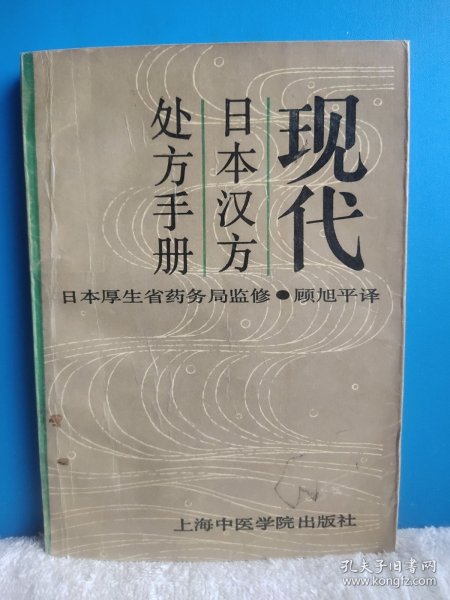 现代
日本汉方
处方手册
日本厚生省药务局监修●顾旭平译
上海中医学院出版社
孔夫子旧书网
www.kongfz.com